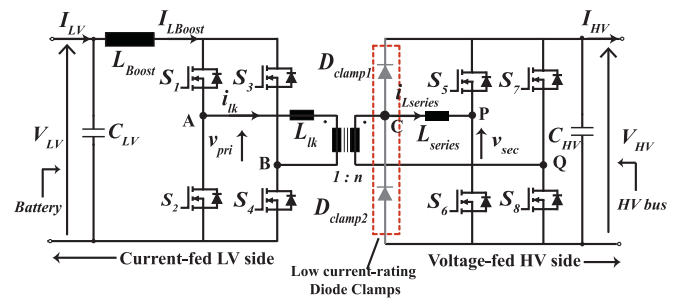 I_LV
I_LBoost
I_HV
L_Boost
S_1
S_3
D_clamp1
S_5
S_7
i_lk
i_Lseries
A
L_lk
C
P
L_series
V_LV
C_LV
v_pri
v_sec
C_HV
V_HV
B
1 : n
Q
Battery
S_2
S_4
D_clamp2
S_6
S_8
HV bus
Current-fed LV side
Low current-rating
Diode Clamps
Voltage-fed HV side